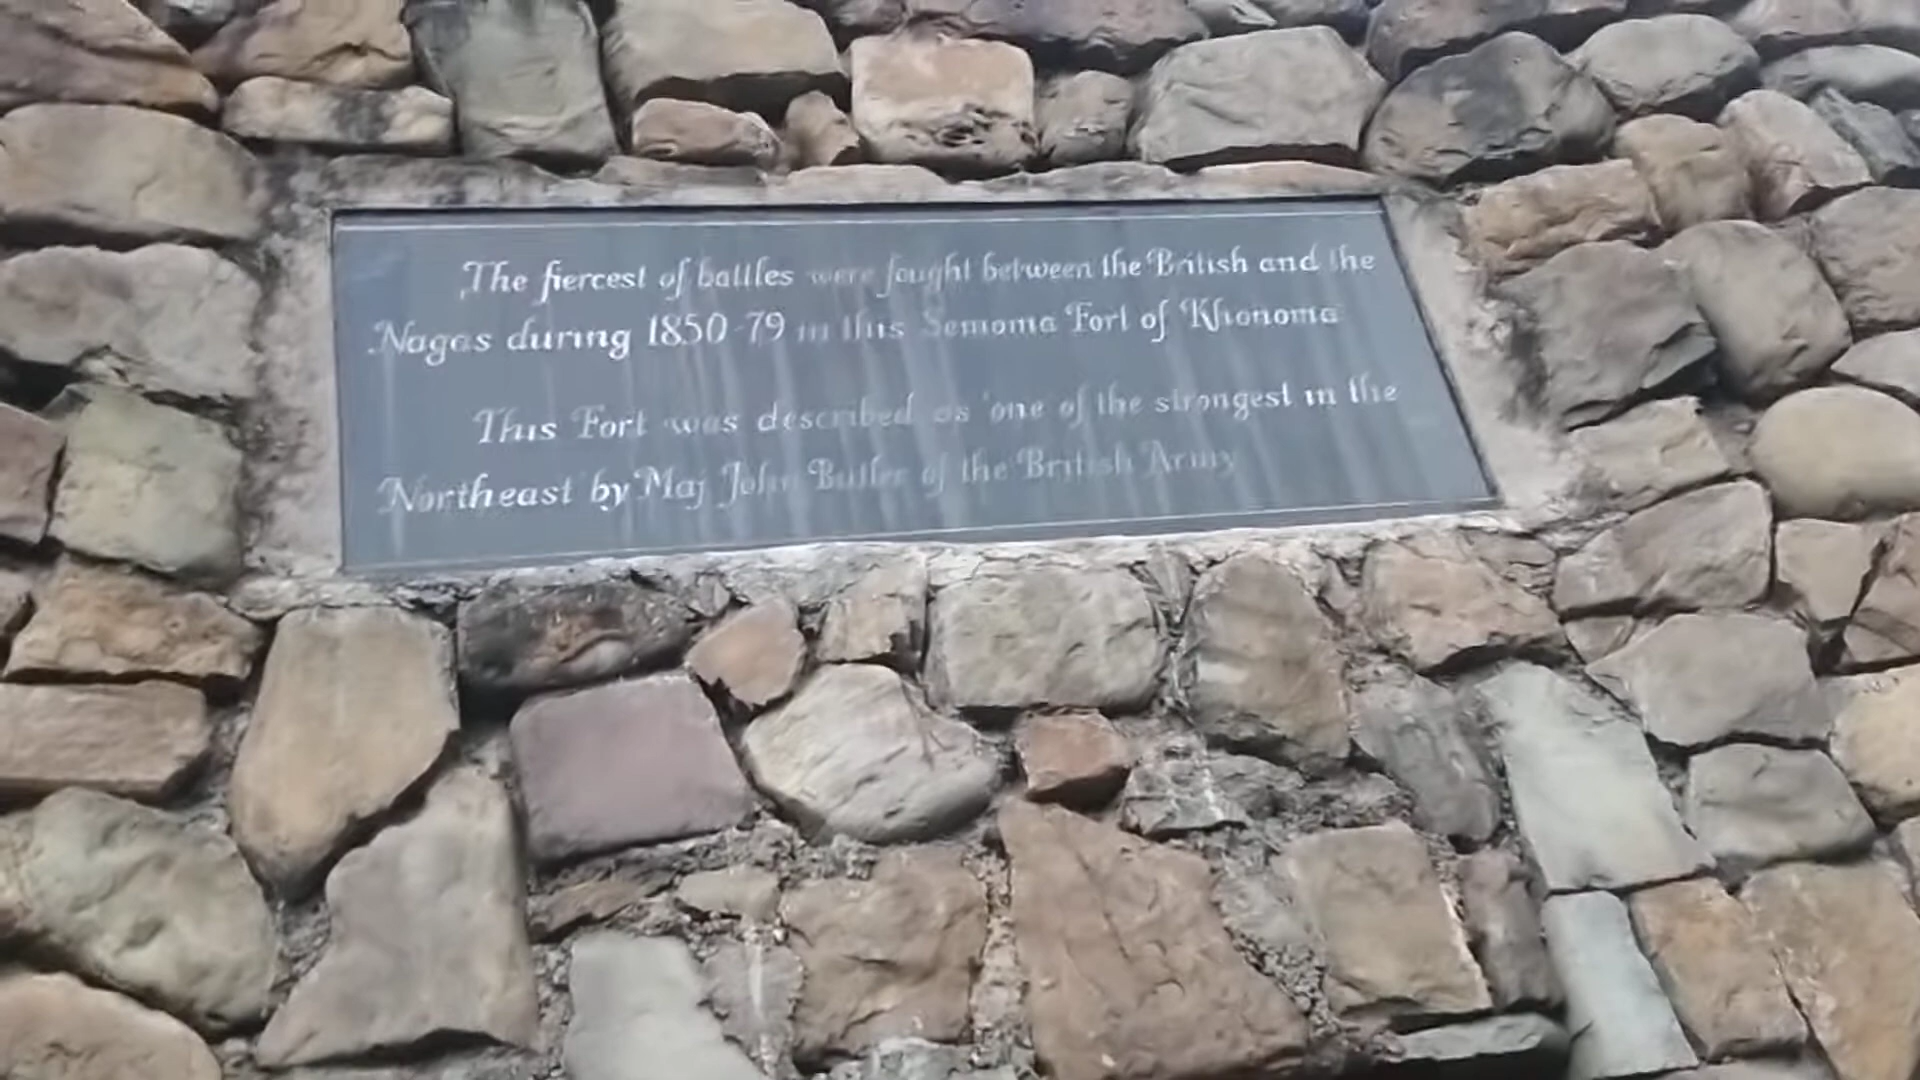 The fiercest of battles were fought between the British and the
Nagas during 1850-79 in this Semoma Fort of Khonoma
This Fort was described as 'one of the strongest in the
Northeast by Maj John Butler of the British Army